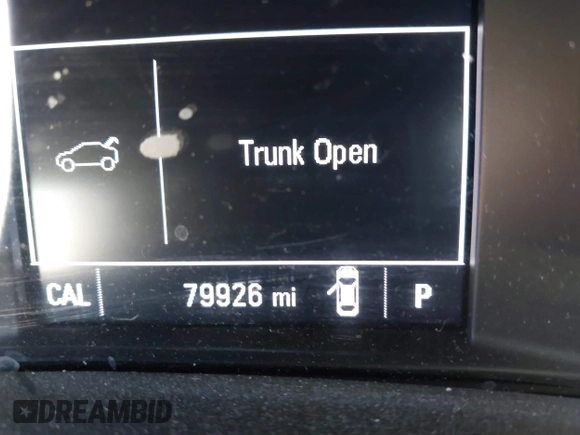 Trunk Open
CAL 79926 mi P
DREAMBID